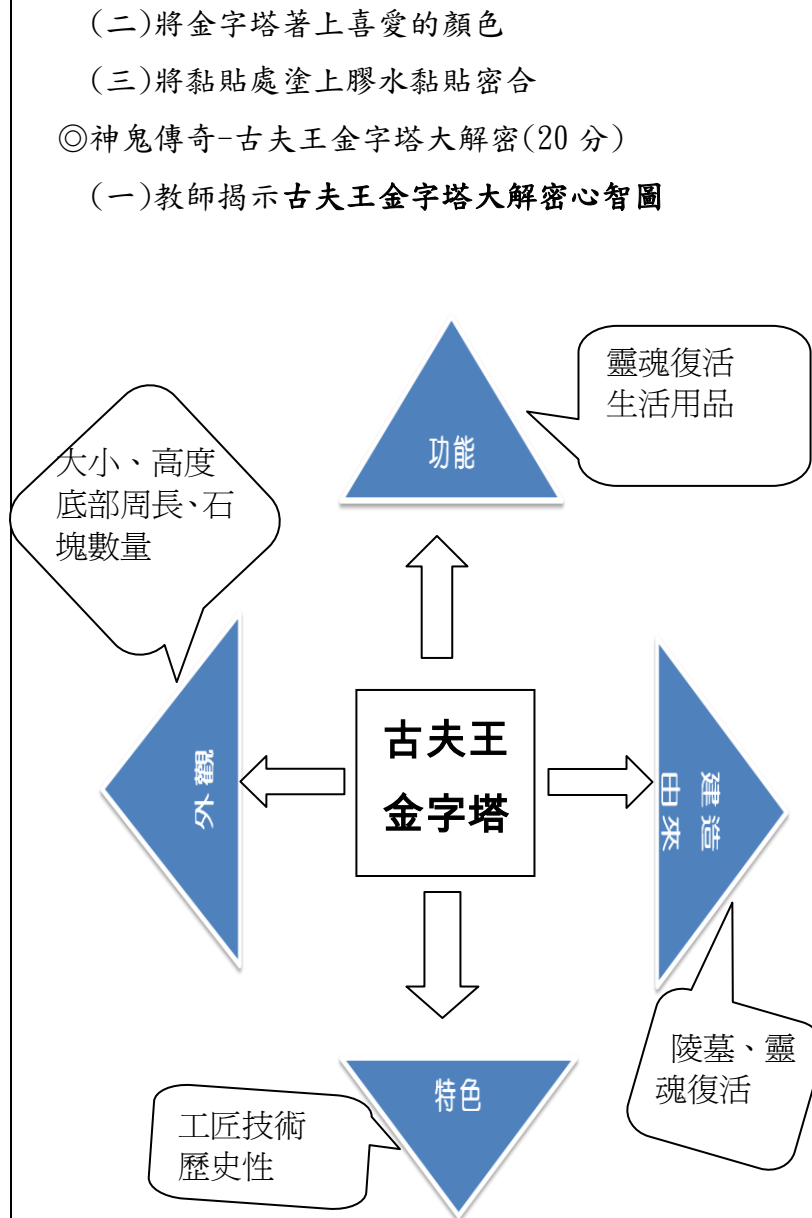 (二)將金字塔著上喜愛的顏色
(三)將黏貼處塗上膠水黏貼密合
◎神鬼傳奇-古夫王金字塔大解密(20 分)
(一)教師揭示古夫王金字塔大解密心智圖
靈魂復活
生活用品
功能
大小、高度
底部周長、石
塊數量
外觀
古夫王
金字塔
建造
由來
陵墓、靈
魂復活
特色
工匠技術
歷史性